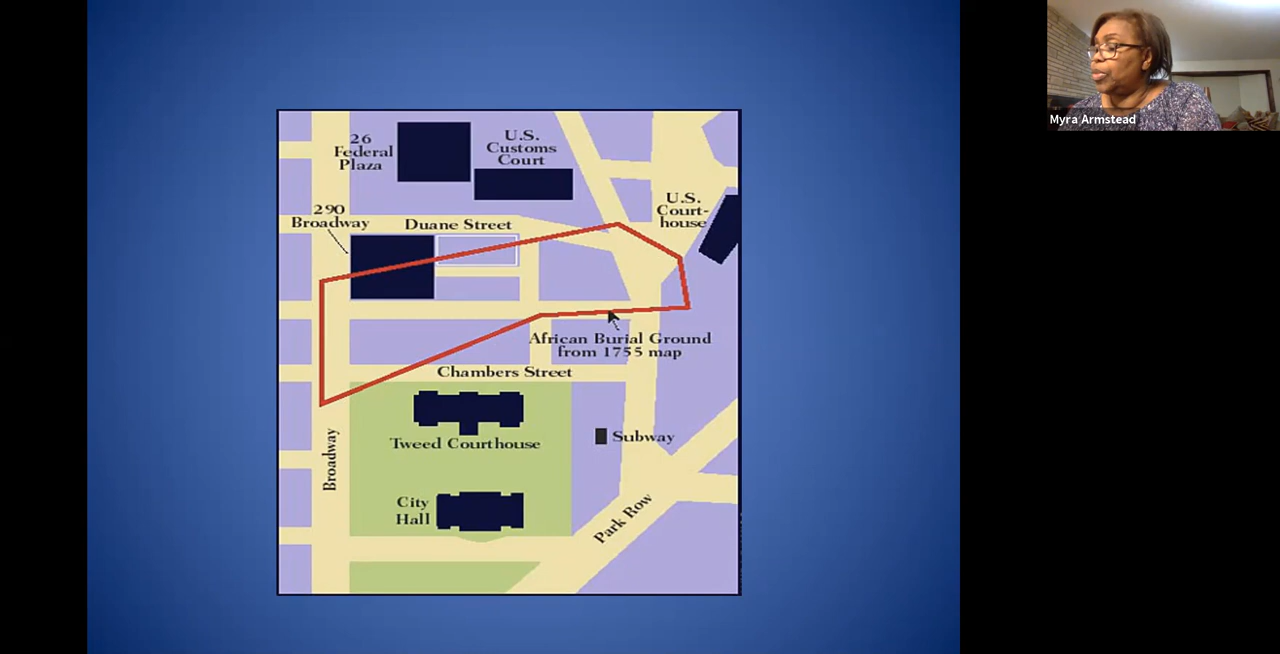 26
Federal
Plaza
U.S.
Customs
Court
290
Broadway
Duane Street
U.S.
Court-
house
African Burial Ground
from 1755 map
Chambers Street
Tweed Courthouse
Broadway
Subway
City
Hall
Park Row
Myra Armstead